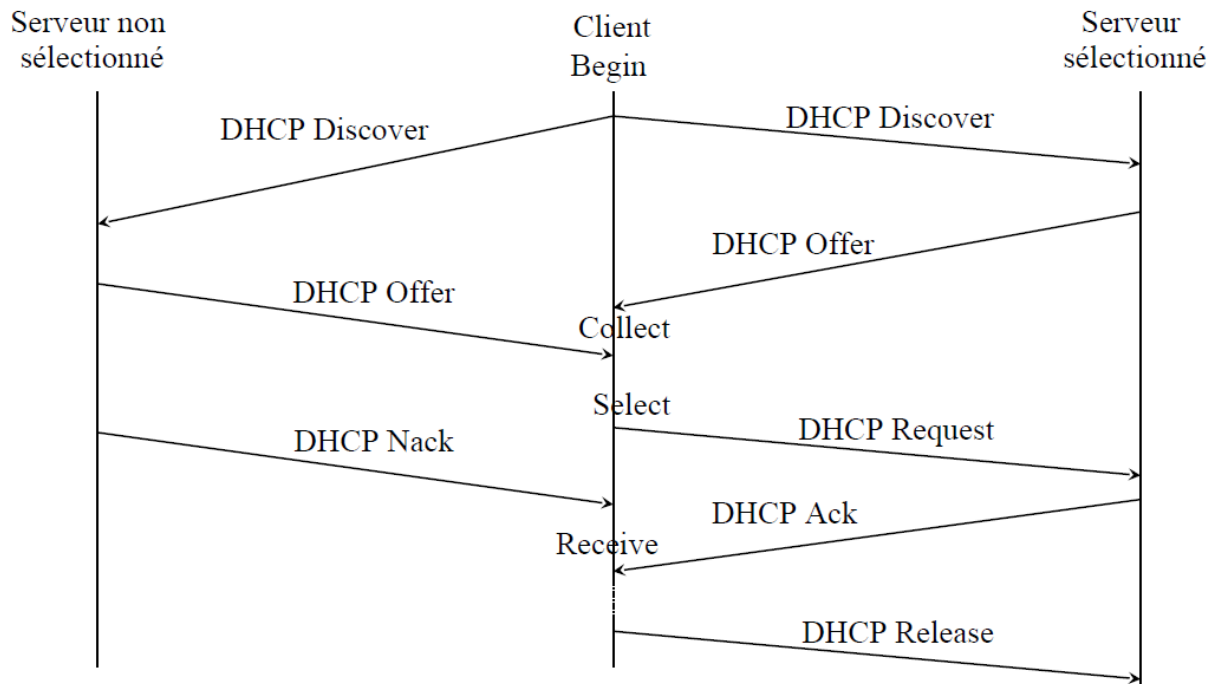 Serveur non
sélectionné
Client
Begin
Serveur
sélectionné
DHCP Discover
DHCP Discover
DHCP Offer
DHCP Offer
Collect
Select
DHCP Nack
DHCP Request
DHCP Ack
Receive
DHCP Release